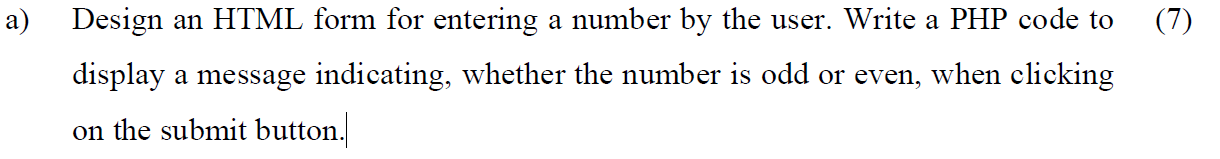 a) Design an HTML form for entering a number by the user. Write a PHP code to (7)
display a message indicating, whether the number is odd or even, when clicking
on the submit button.